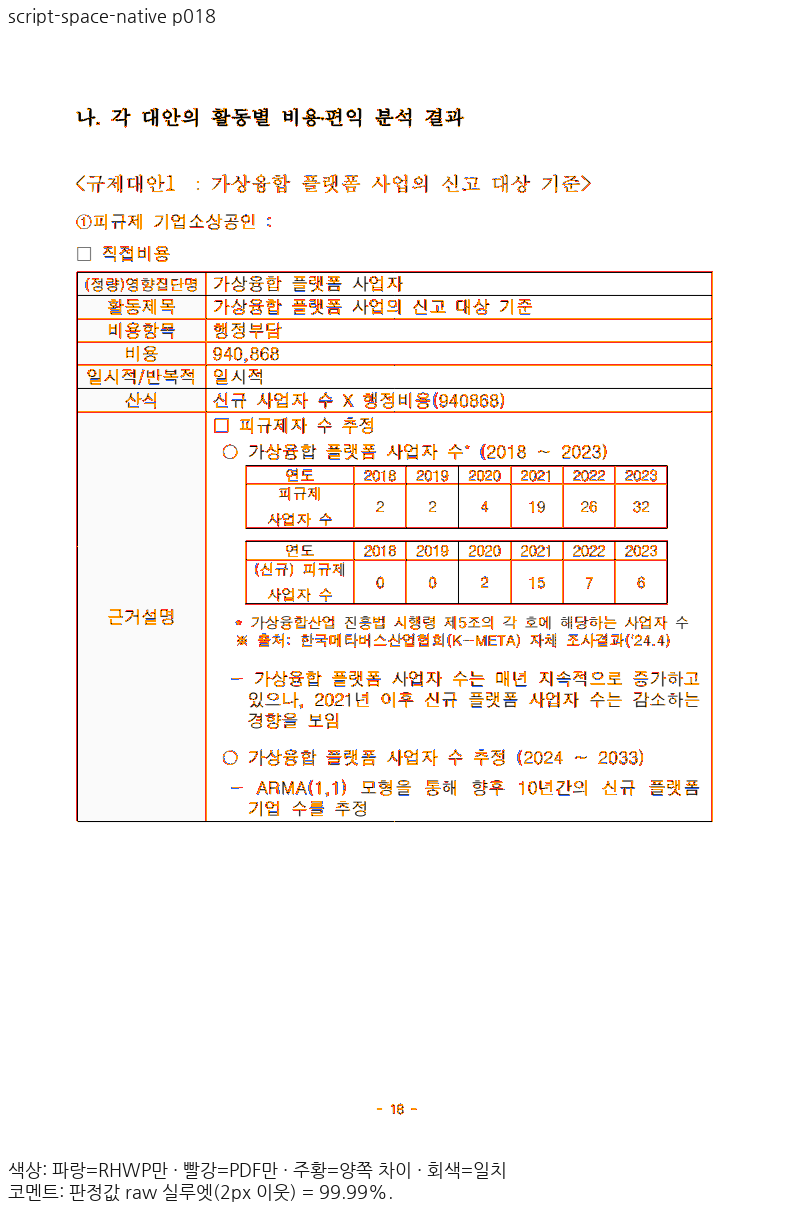 script-space-native p018
나. 각 대안의 활동별 비용·편익 분석 결과
<규제대안1 : 가상융합 플랫폼 사업의 신고 대상 기준>
①피규제 기업소상공인 :
□ 직접비용
(정량)영향집단명 가상융합 플랫폼 사업자
활동제목 가상융합 플랫폼 사업의 신고 대상 기준
비용항목 행정부담
비용 940,868
일시적/반복적 일시적
산식 신규 사업자 수 X 행정비용(940868)
근거설명
□ 피규제자 수 추정
○ 가상융합 플랫폼 사업자 수* (2018 ~ 2023)
연도 2018 2019 2020 2021 2022 2023
피규제
사업자 수 2 2 4 19 26 32
연도 2018 2019 2020 2021 2022 2023
(신규) 피규제
사업자 수 0 0 2 15 7 6
* 가상융합산업 진흥법 시행령 제5조의 각 호에 해당하는 사업자 수
※ 출처: 한국메타버스산업협회(K-META) 자체 조사결과('24.4)
- 가상융합 플랫폼 사업자 수는 매년 지속적으로 증가하고
있으나, 2021년 이후 신규 플랫폼 사업자 수는 감소하는
경향을 보임
○ 가상융합 플랫폼 사업자 수 추정 (2024 ~ 2033)
- ARMA(1,1) 모형을 통해 향후 10년간의 신규 플랫폼
기업 수를 추정
- 18 -
색상: 파랑=RHWP만 · 빨강=PDF만 · 주황=양쪽 차이 · 회색=일치
코멘트: 판정값 raw 실루엣(2px 이웃) = 99.99%.